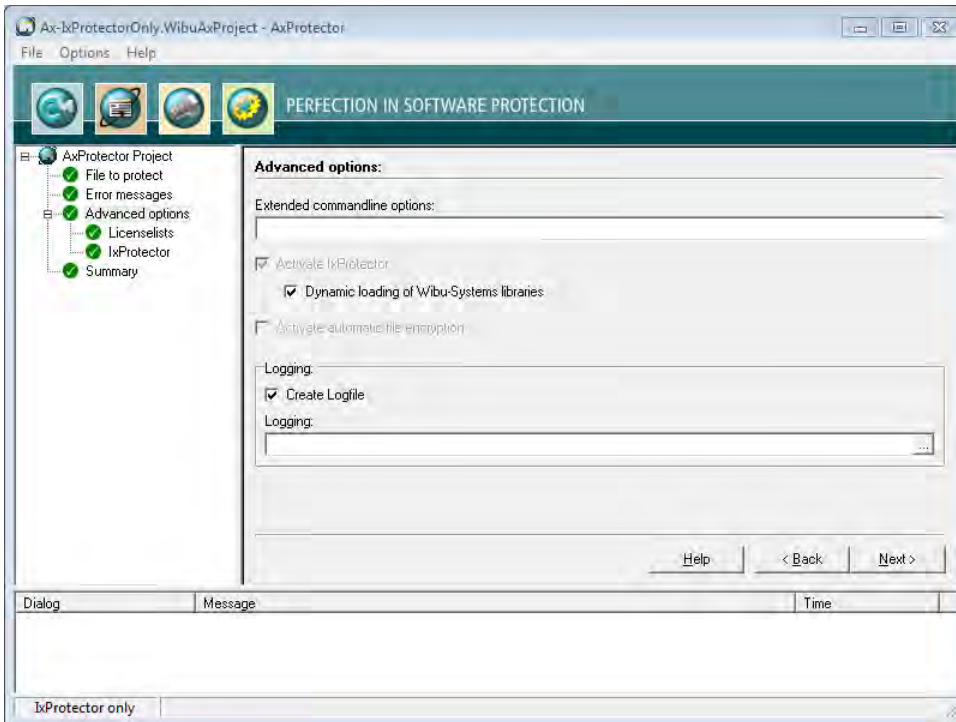 Ax-IxProtectorOnly.WibuAxProject - AxProtector
File Options Help
PERFECTION IN SOFTWARE PROTECTION
AxProtector Project
File to protect
Error messages
Advanced options
Licenselists
IxProtector
Summary
Advanced options:
Extended commandline options:
Activate IxProtector
Dynamic loading of Wibu-Systems libraries
Activate automatic file encryption
Logging:
Create Logfile
Logging:
...
Help < Back Next >
Dialog Message Time
IxProtector only